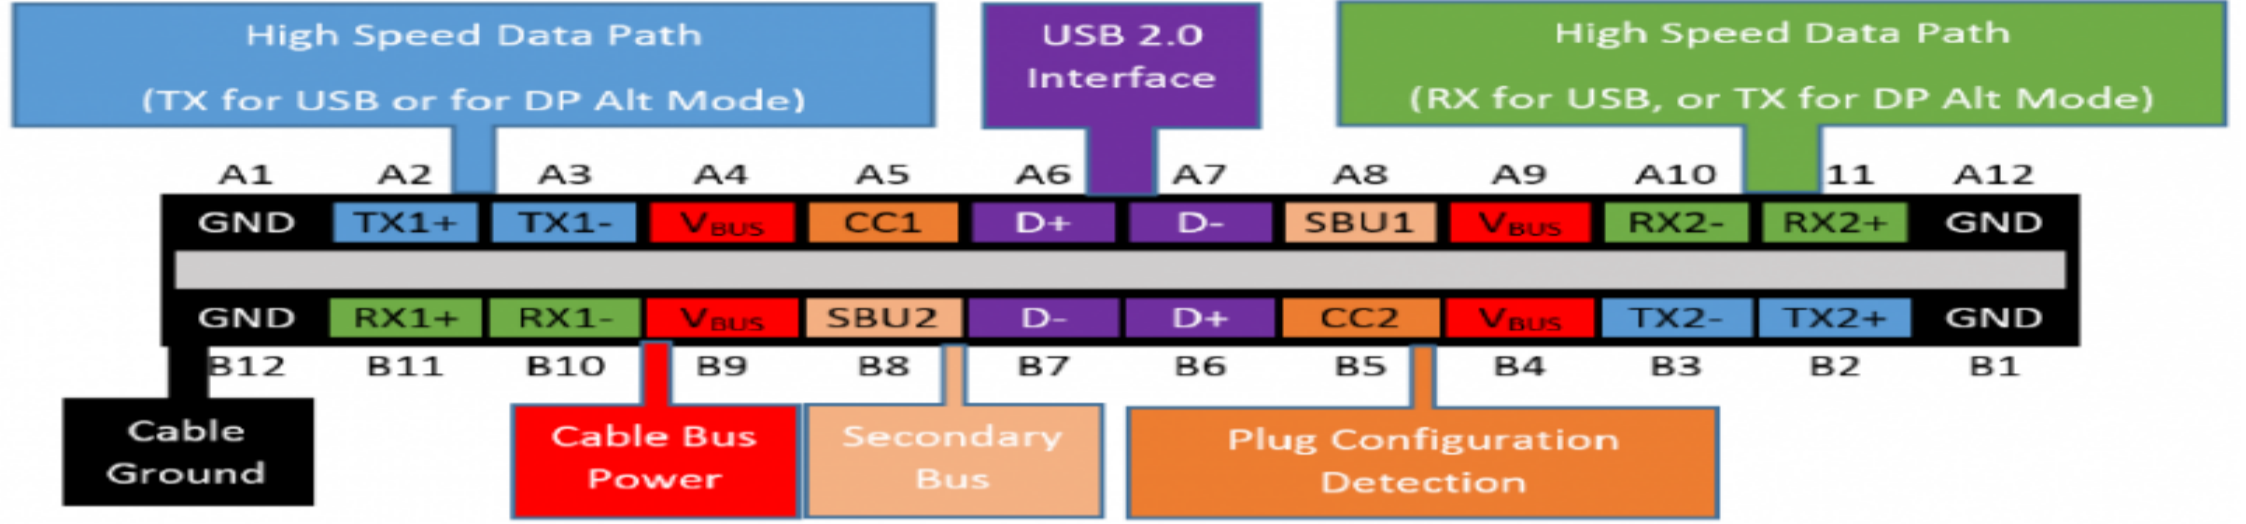 High Speed Data Path
(TX for USB or for DP Alt Mode)
USB 2.0
Interface
High Speed Data Path
(RX for USB, or TX for DP Alt Mode)
A1 A2 A3 A4 A5 A6 A7 A8 A9 A10 11 A12
GND TX1+ TX1- VBUS CC1 D+ D- SBU1 VBUS RX2- RX2+ GND
GND RX1+ RX1- VBUS SBU2 D- D+ CC2 VBUS TX2- TX2+ GND
B12 B11 B10 B9 B8 B7 B6 B5 B4 B3 B2 B1
Cable
Ground
Cable Bus
Power
Secondary
Bus
Plug Configuration
Detection